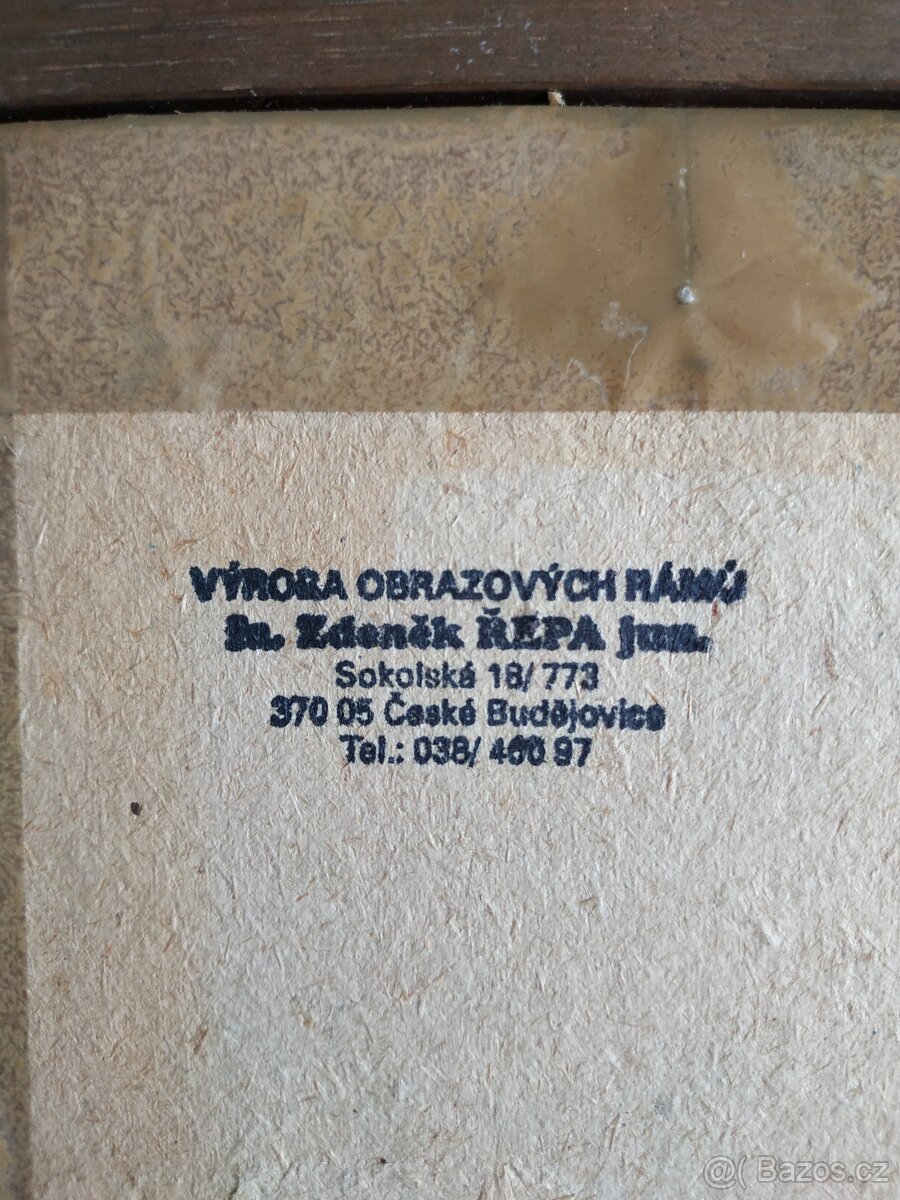 VÝROBA OBRAZOVÝCH RÁMŮ
Zdeněk ŘEPA jun.
Sokolská 18/ 773
370 05 České Budějovice
Tel.: 038/ 460 97
@( Bazos.cz